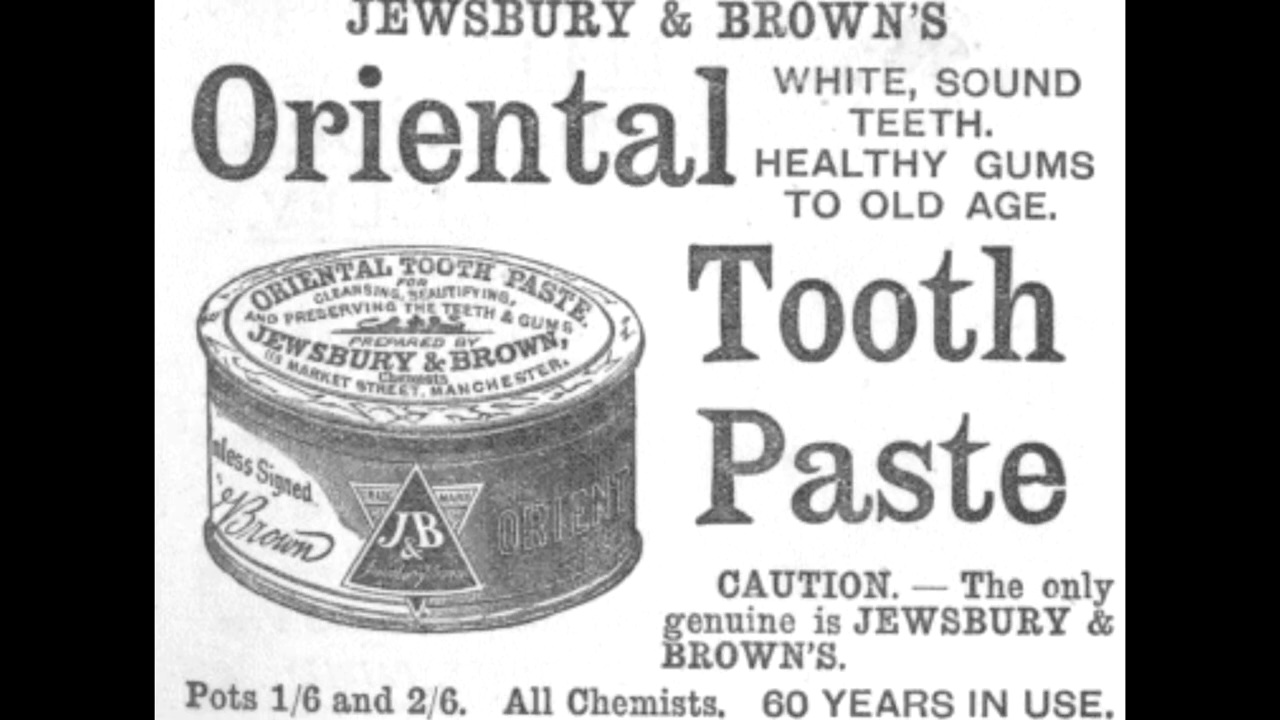 JEWSBURY & BROWN'S
Oriental
WHITE, SOUND
TEETH.
HEALTHY GUMS
TO OLD AGE.
Tooth
Paste
ORIENTAL TOOTH PASTE.
FOR
CLEANSING, BEAUTIFYING,
AND PRESERVING THE TEETH & GUMS
PREPARED BY
JEWSBURY & BROWN,
Chemists
MARKET STREET, MANCHESTER.
nless Signed
Brown
TRADE MARK
J&B
ORIENT
CAUTION. — The only
genuine is JEWSBURY &
BROWN'S.
Pots 1/6 and 2/6. All Chemists. 60 YEARS IN USE.